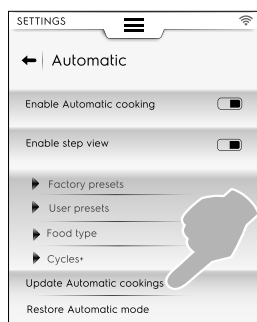 SETTINGS
Automatic
Enable Automatic cooking
Enable step view
Factory presets
User presets
Food type
Cycles+
Update Automatic cookings
Restore Automatic mode